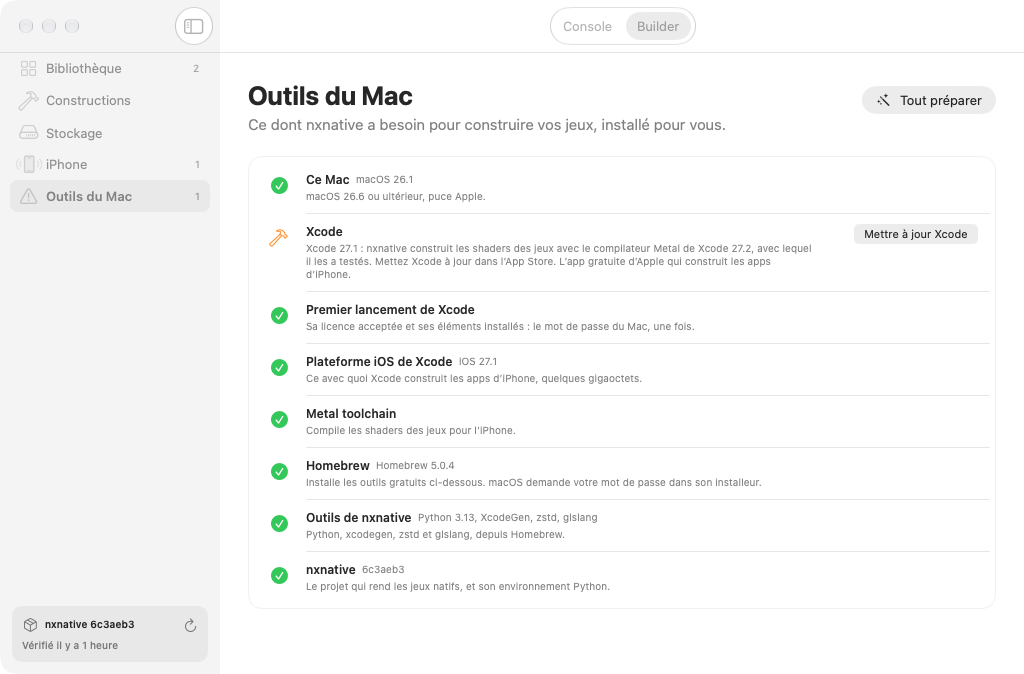 Console
Builder
Bibliothèque 2
Constructions
Stockage
iPhone 1
Outils du Mac 1
Outils du Mac
Tout préparer
Ce dont nxnative a besoin pour construire vos jeux, installé pour vous.
Ce Mac macOS 26.1
macOS 26.6 ou ultérieur, puce Apple.
Xcode
Mettre à jour Xcode
Xcode 27.1 : nxnative construit les shaders des jeux avec le compilateur Metal de Xcode 27.2, avec lequel
il les a testés. Mettez Xcode à jour dans l’App Store. L’app gratuite d’Apple qui construit les apps
d’iPhone.
Premier lancement de Xcode
Sa licence acceptée et ses éléments installés : le mot de passe du Mac, une fois.
Plateforme iOS de Xcode iOS 27.1
Ce avec quoi Xcode construit les apps d’iPhone, quelques gigaoctets.
Metal toolchain
Compile les shaders des jeux pour l’iPhone.
Homebrew Homebrew 5.0.4
Installe les outils gratuits ci-dessous. macOS demande votre mot de passe dans son installeur.
Outils de nxnative Python 3.13, XcodeGen, zstd, glslang
Python, xcodegen, zstd et glslang, depuis Homebrew.
nxnative 6c3aeb3
Le projet qui rend les jeux natifs, et son environnement Python.
nxnative 6c3aeb3
Vérifié il y a 1 heure